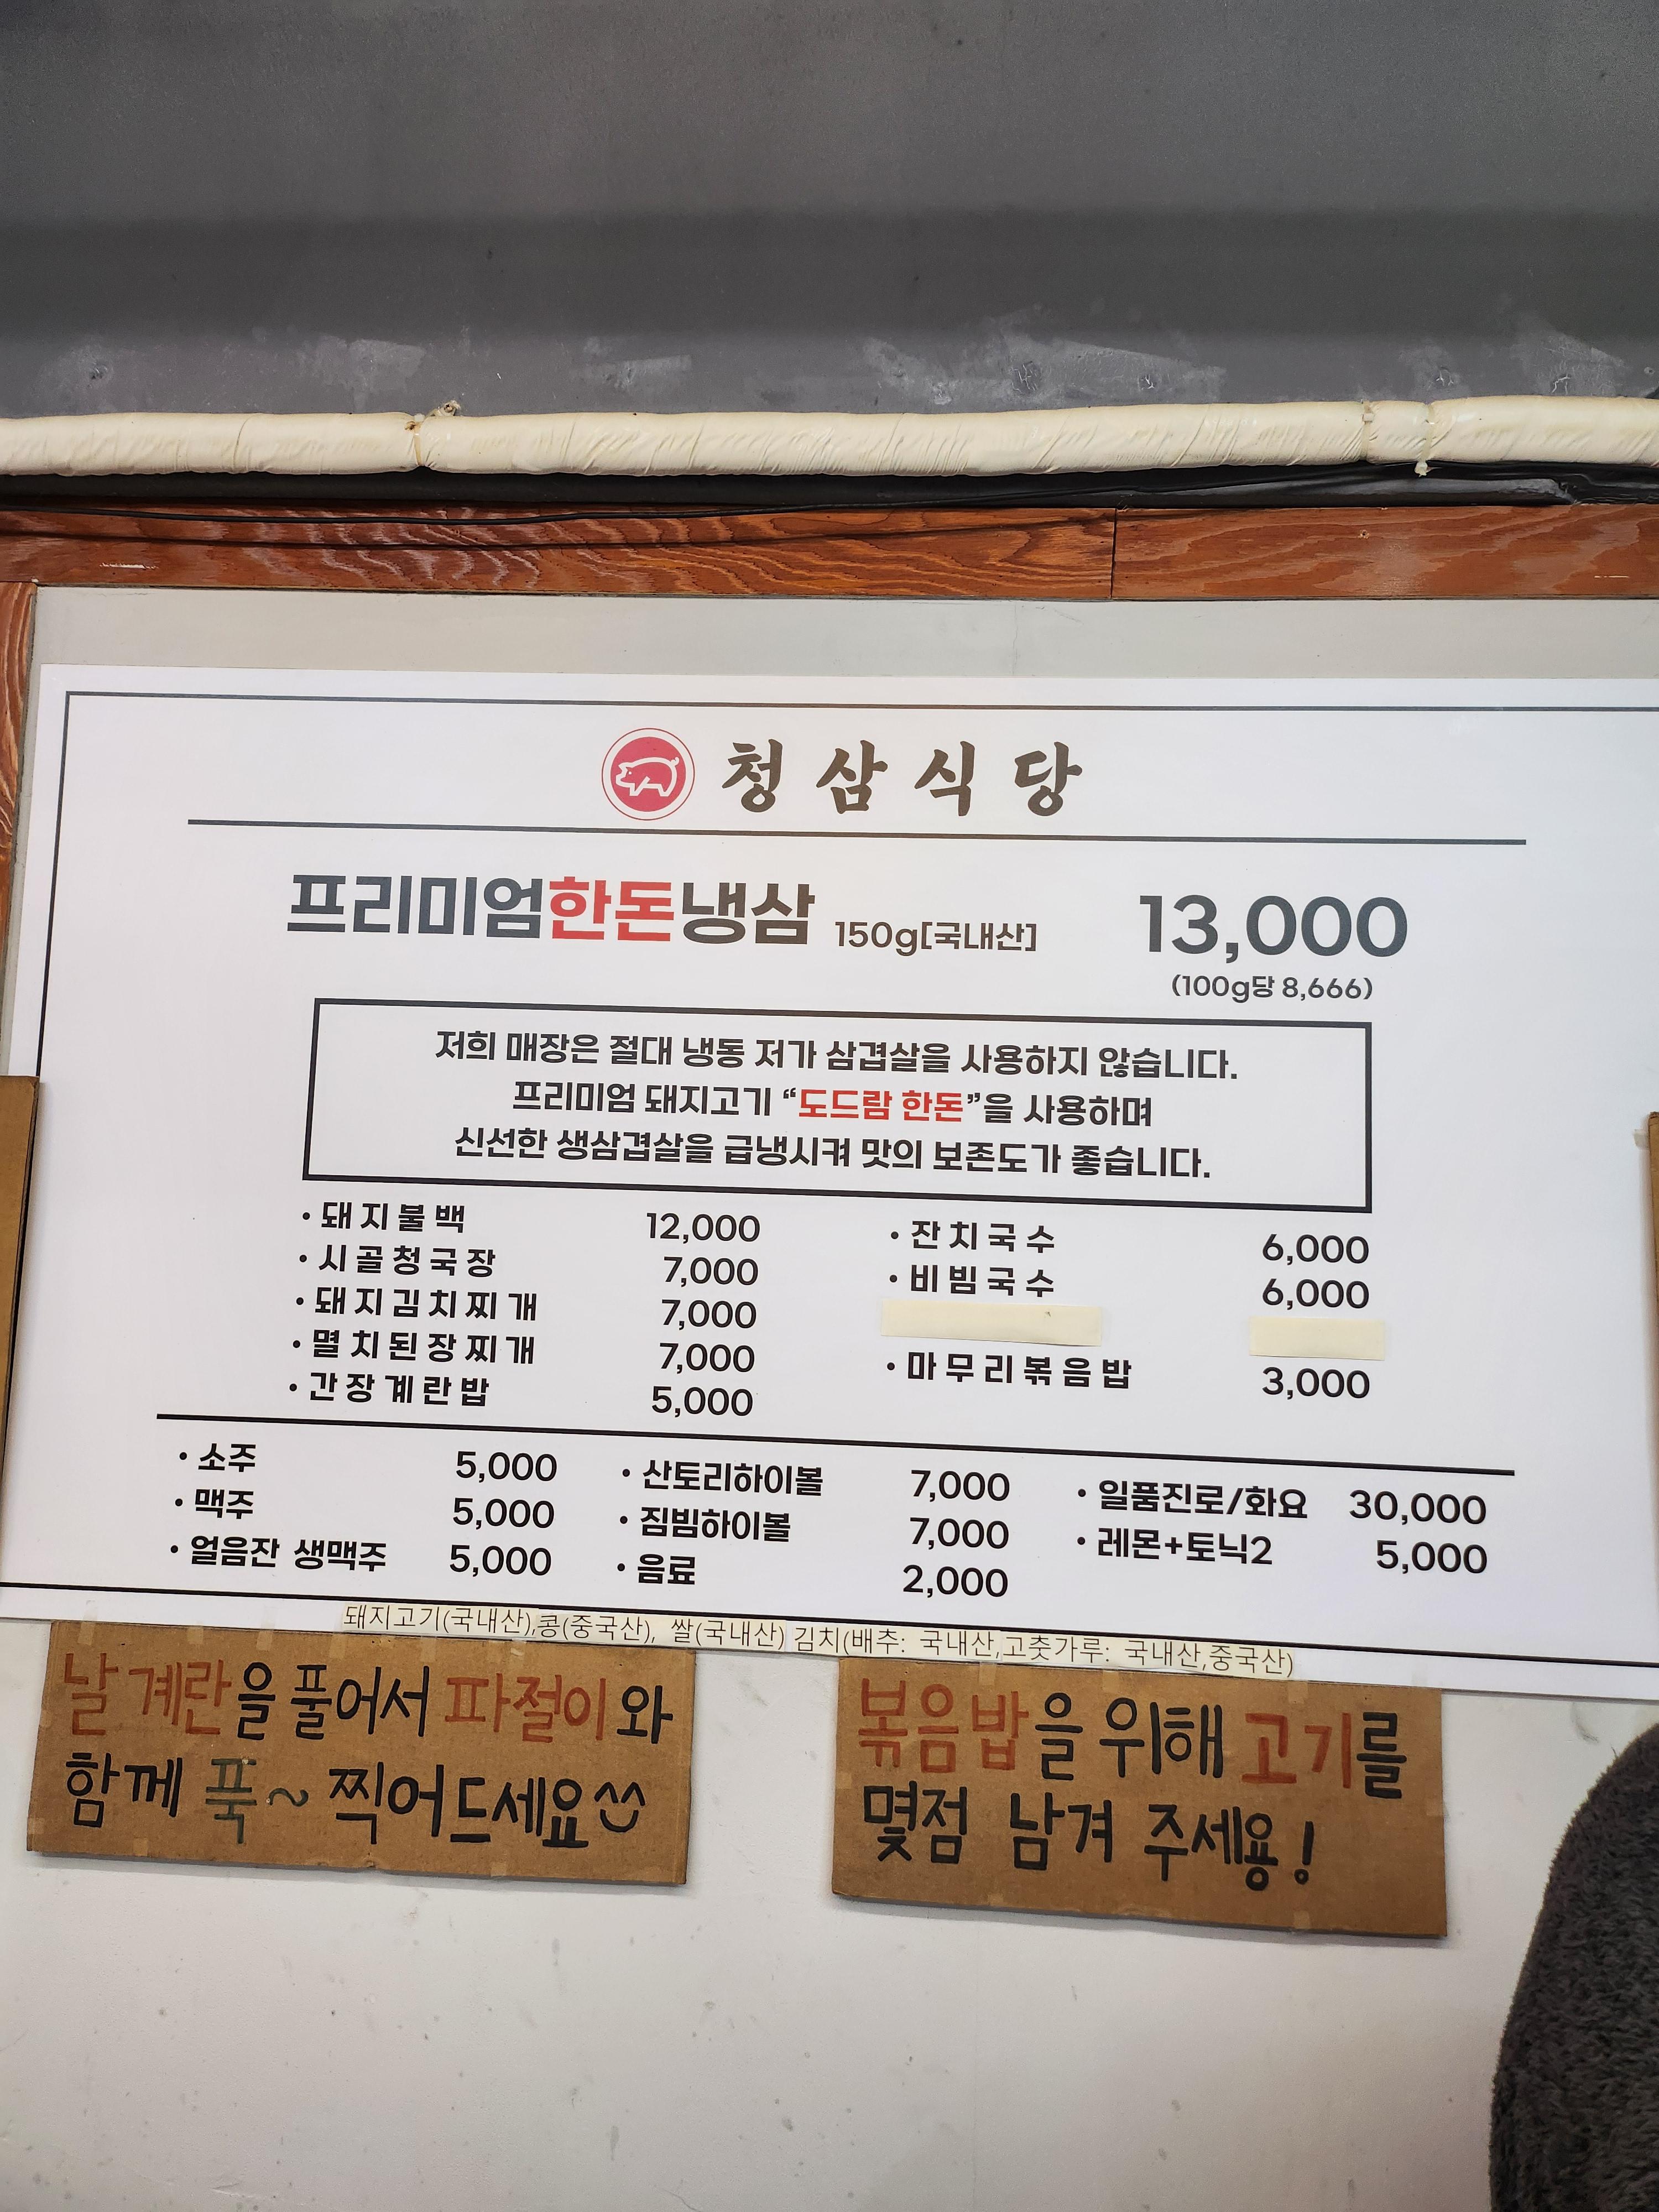 청삼식당
프리미엄한돈냉삼 150g[국내산] 13,000
(100g당 8,666)
저희 매장은 절대 냉동 저가 삼겹살을 사용하지 않습니다.
프리미엄 돼지고기 “도드람 한돈”을 사용하며
신선한 생삼겹살을 급냉시켜 맛의 보존도가 좋습니다.
• 돼지불백 12,000
• 시골청국장 7,000
• 돼지김치찌개 7,000
• 멸치된장찌개 7,000
• 간장계란밥 5,000
• 잔치국수 6,000
• 비빔국수 6,000
• 마무리볶음밥 3,000
• 소주 5,000
• 맥주 5,000
• 얼음잔 생맥주 5,000
• 산토리하이볼 7,000
• 짐빔하이볼 7,000
• 음료 2,000
• 일품진로/화요 30,000
• 레몬+토닉2 5,000
돼지고기(국내산),콩(중국산), 쌀(국내산) 김치(배추: 국내산,고춧가루: 국내산,중국산)
날계란을 풀어서 파절이와
함께 푹~ 찍어드세요^^
볶음밥을 위해 고기를
몇점 남겨 주세용!